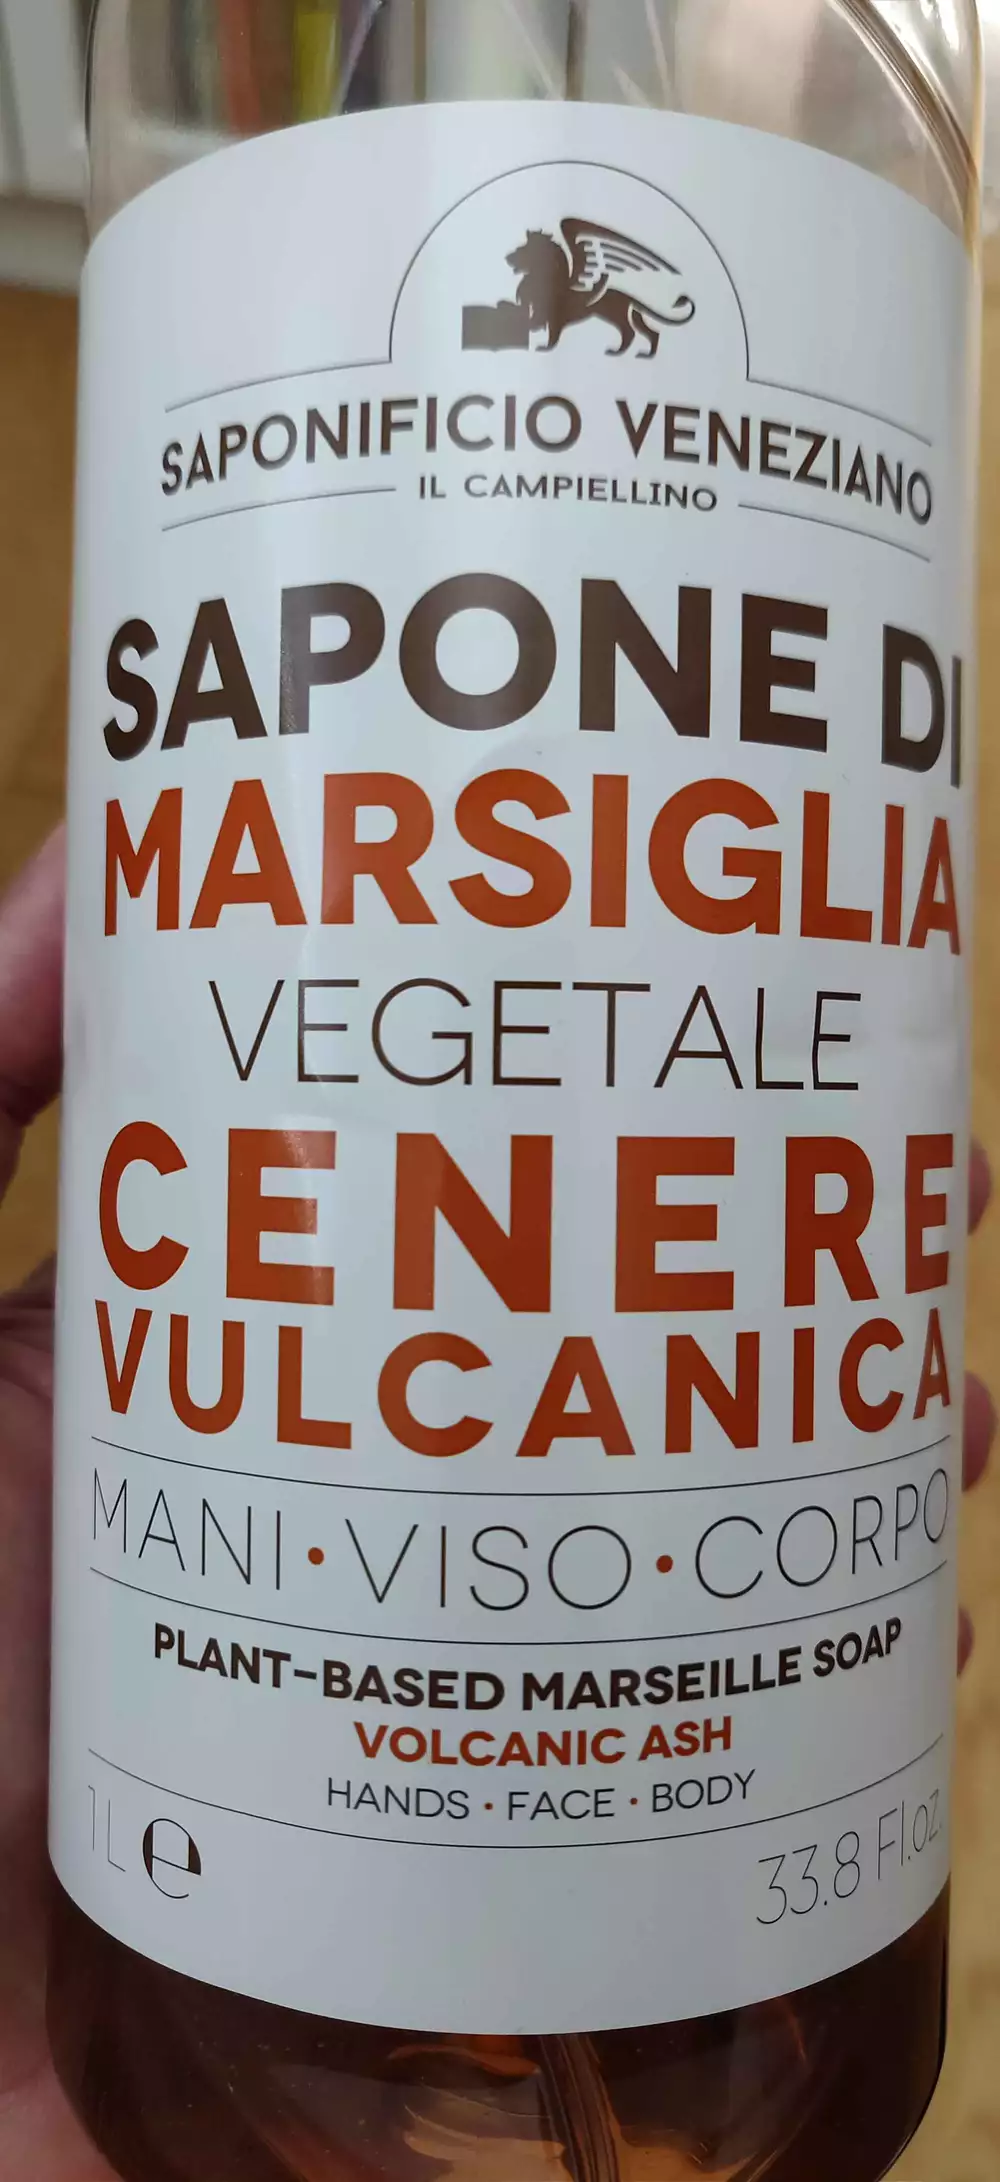 SAPONIFICIO VENEZIANO
IL CAMPIELLINO
SAPONE DI
MARSIGLIA
VEGETALE
CENERE
VULCANICA
MANI • VISO • CORPO
PLANT-BASED MARSEILLE SOAP
VOLCANIC ASH
HANDS • FACE • BODY
1L ℮ 33.8 Fl.oz.